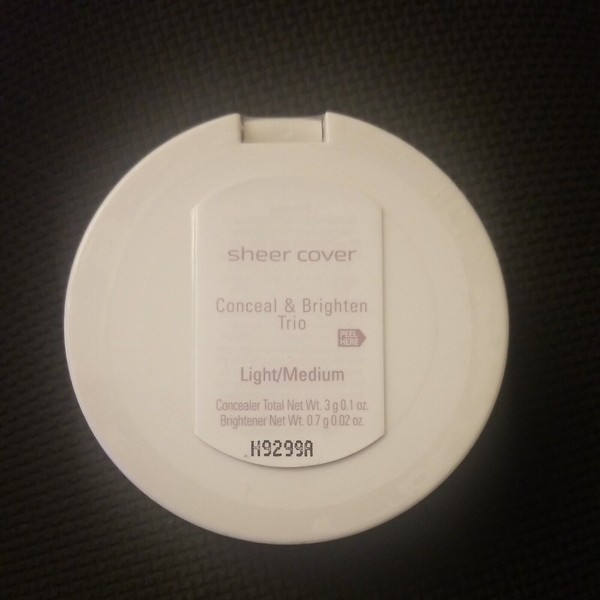 sheer cover
Conceal & Brighten
Trio
PEEL
HERE
Light/Medium
Concealer Total Net Wt. 3 g 0.1 oz.
Brightener Net Wt. 0.7 g 0.02 oz.
H9299A